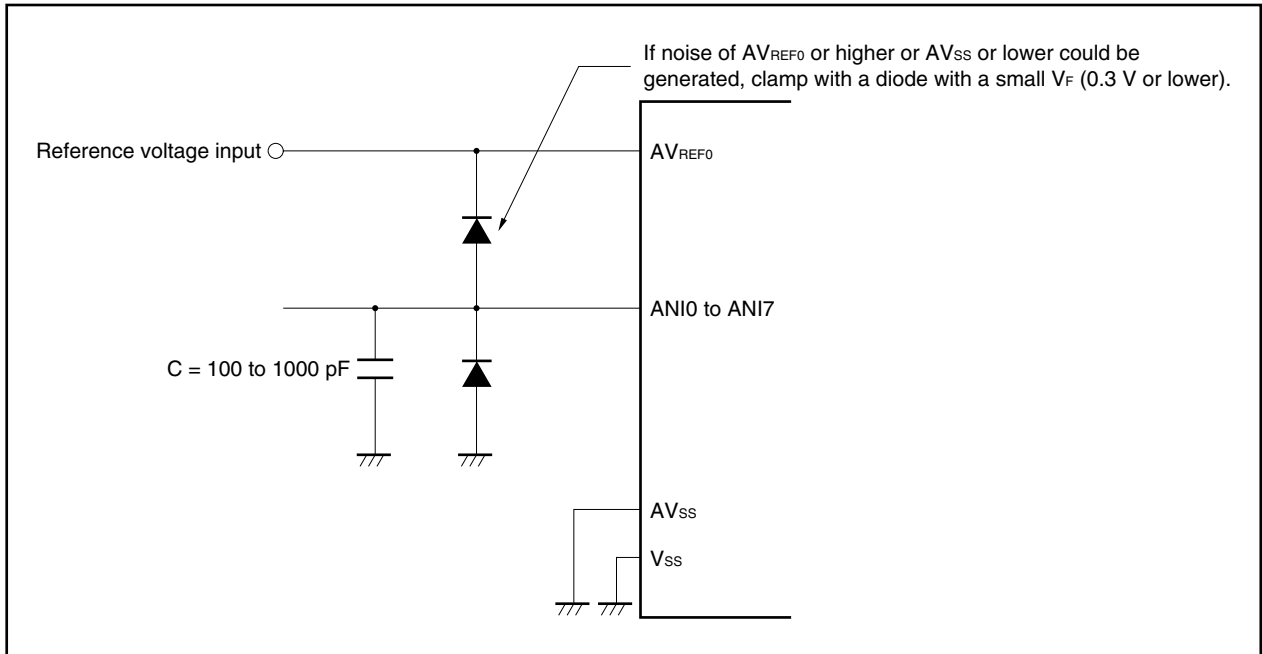 If noise of AVREF0 or higher or AVSS or lower could be
generated, clamp with a diode with a small VF (0.3 V or lower).
Reference voltage input
AVREF0
ANI0 to ANI7
C = 100 to 1000 pF
AVSS
VSS